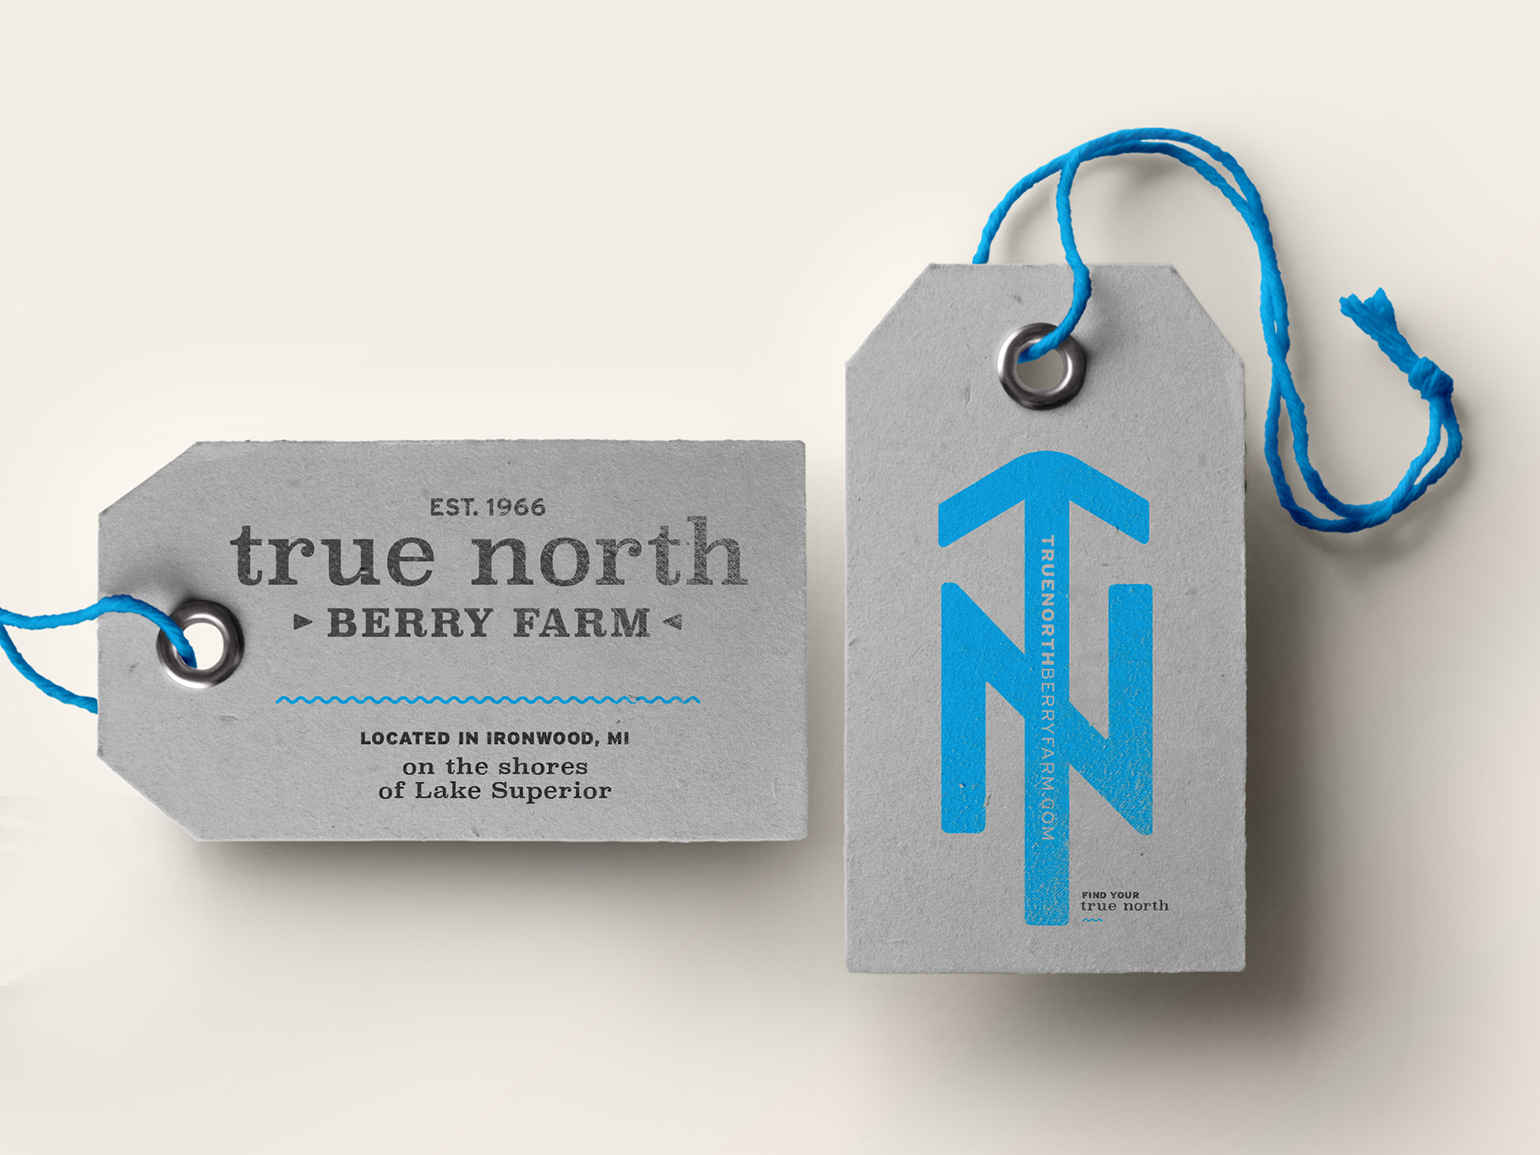 EST. 1966
true north
BERRY FARM
LOCATED IN IRONWOOD, MI
on the shores
of Lake Superior
TN
TRUENORTHBERRYFARM.COM
FIND YOUR
true north